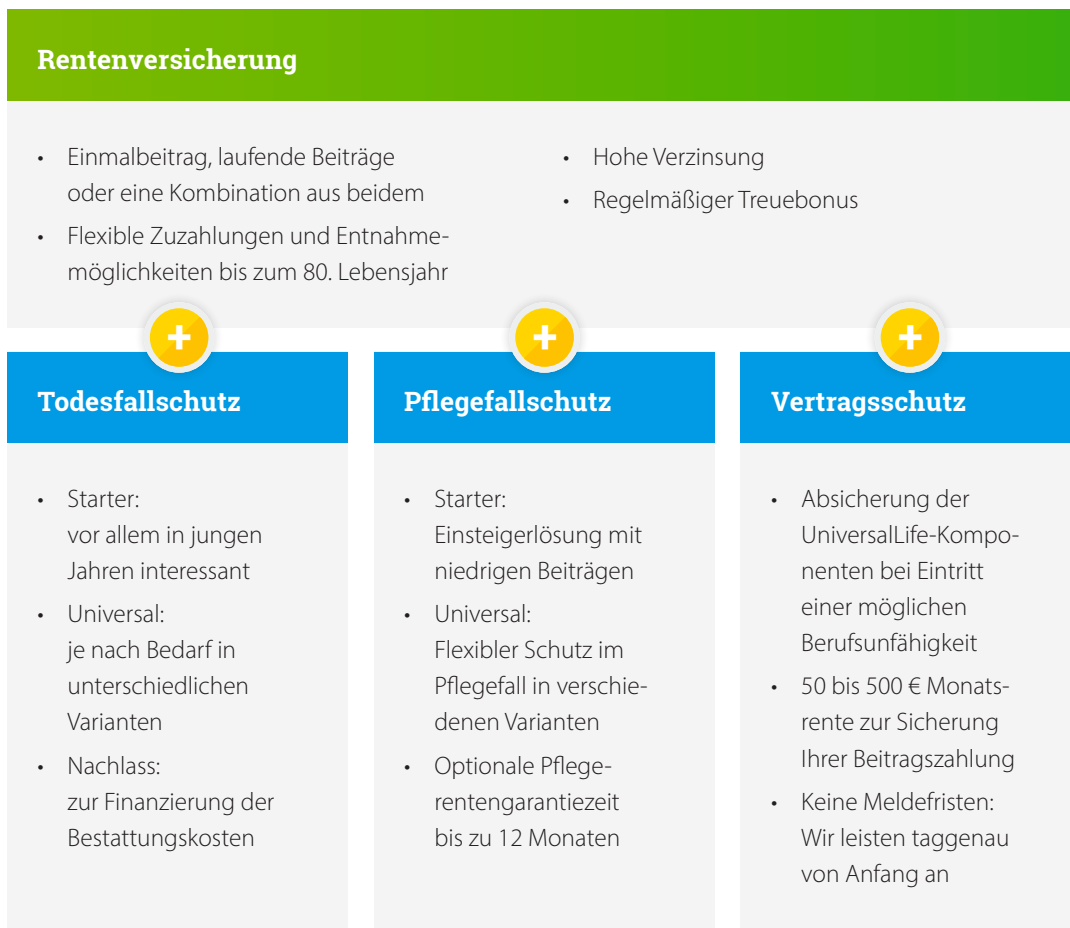 Rentenversicherung
• Einmalbeitrag, laufende Beiträge
oder eine Kombination aus beidem
• Flexible Zuzahlungen und Entnahme-
möglichkeiten bis zum 80. Lebensjahr
• Hohe Verzinsung
• Regelmäßiger Treuebonus
+
+
+
Todesfallschutz
• Starter:
vor allem in jungen
Jahren interessant
• Universal:
je nach Bedarf in
unterschiedlichen
Varianten
• Nachlass:
zur Finanzierung der
Bestattungskosten
Pflegefallschutz
• Starter:
Einsteigerlösung mit
niedrigen Beiträgen
• Universal:
Flexibler Schutz im
Pflegefall in verschie-
denen Varianten
• Optionale Pflege-
rentengarantiezeit
bis zu 12 Monaten
Vertragsschutz
• Absicherung der
UniversalLife-Kompo-
nenten bei Eintritt
einer möglichen
Berufsunfähigkeit
• 50 bis 500 € Monats-
rente zur Sicherung
Ihrer Beitragszahlung
• Keine Meldefristen:
Wir leisten taggenau
von Anfang an